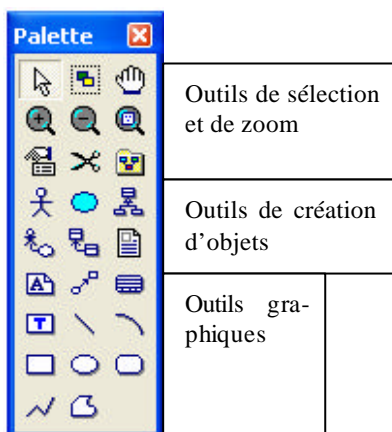 Palette
Outils de sélection
et de zoom
Outils de création
d'objets
Outils gra-
phiques
A
T